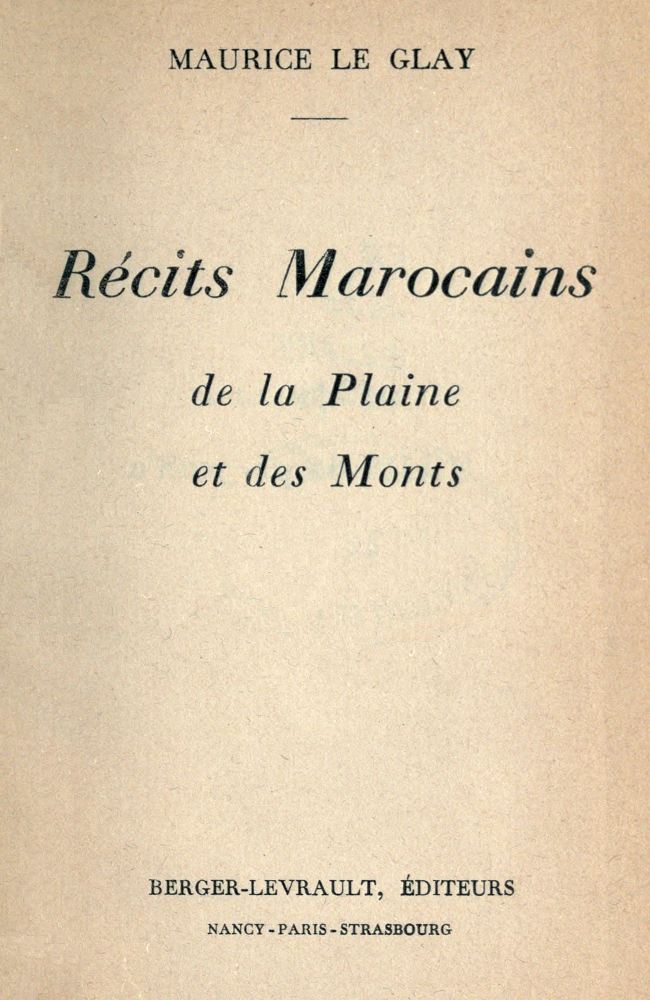 MAURICE LE GLAY
Récits Marocains
de la Plaine
et des Monts
BERGER-LEVRAULT, ÉDITEURS
NANCY-PARIS-STRASBOURG